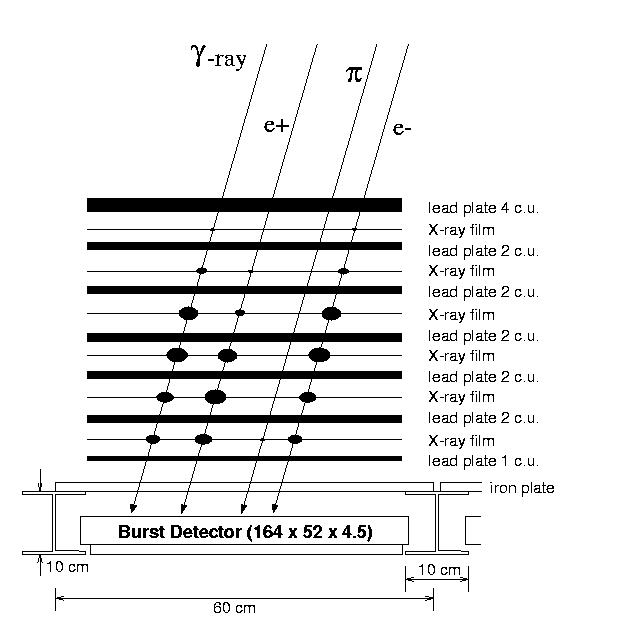 γ-ray
π
e+
e-
lead plate 4 c.u.
X-ray film
lead plate 2 c.u.
X-ray film
lead plate 2 c.u.
X-ray film
lead plate 2 c.u.
X-ray film
lead plate 2 c.u.
X-ray film
lead plate 2 c.u.
X-ray film
lead plate 1 c.u.
iron plate
Burst Detector (164 x 52 x 4.5)
10 cm
10 cm
60 cm